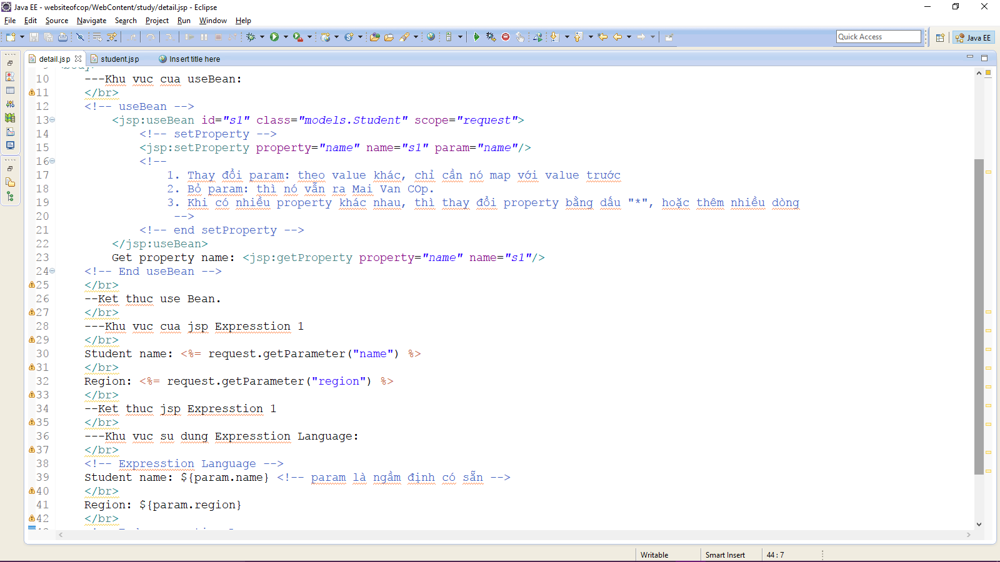 Java EE - websiteofcop/WebContent/study/detail.jsp - Eclipse
File Edit Source Navigate Search Project Run Window Help
Quick Access
Java EE
detail.jsp student.jsp Insert title here
10 ---Khu vuc cua useBean:
11 </br>
12 <!-- useBean -->
13 <jsp:useBean id="s1" class="models.Student" scope="request">
14 <!-- setProperty -->
15 <jsp:setProperty property="name" name="s1" param="name"/>
16 <!--
17 1. Thay đổi param: theo value khác, chỉ cần nó map với value trước
18 2. Bỏ param: thì nó vẫn ra Mai Van COp.
19 3. Khi có nhiều property khác nhau, thì thay đổi property bằng dấu "*", hoặc thêm nhiều dòng
20 -->
21 <!-- end setProperty -->
22 </jsp:useBean>
23 Get property name: <jsp:getProperty property="name" name="s1"/>
24 <!-- End useBean -->
25 </br>
26 --Ket thuc use Bean.
27 </br>
28 ---Khu vuc cua jsp Expresstion 1
29 </br>
30 Student name: <%= request.getParameter("name") %>
31 </br>
32 Region: <%= request.getParameter("region") %>
33 </br>
34 --Ket thuc jsp Expresstion 1
35 </br>
36 ---Khu vuc su dung Expresstion Language:
37 </br>
38 <!-- Expresstion Language -->
39 Student name: ${param.name} <!-- param là ngầm định có sẵn -->
40 </br>
41 Region: ${param.region}
42 </br>
Writable Smart Insert 44 : 7